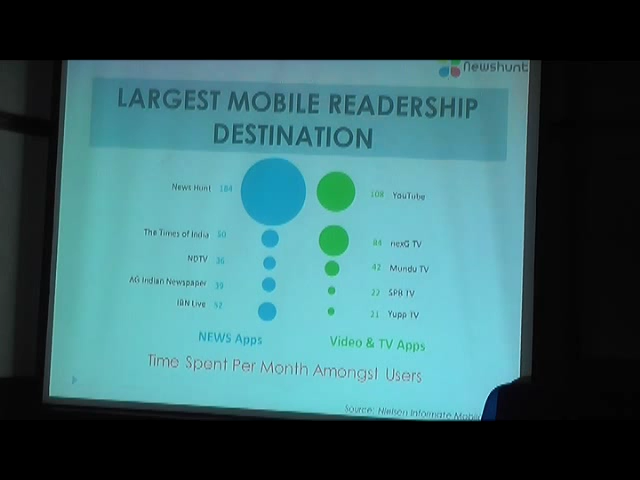 Newshunt
LARGEST MOBILE READERSHIP
DESTINATION
News Hunt 184
108 YouTube
The Times of India 50
84 nexG TV
NDTV 36
42 Mundu TV
AG Indian Newspaper 39
22 SPB TV
IBN Live 52
21 Yupp TV
NEWS Apps
Video & TV Apps
Time Spent Per Month Amongst Users
Source: Nielsen Informate Mobile